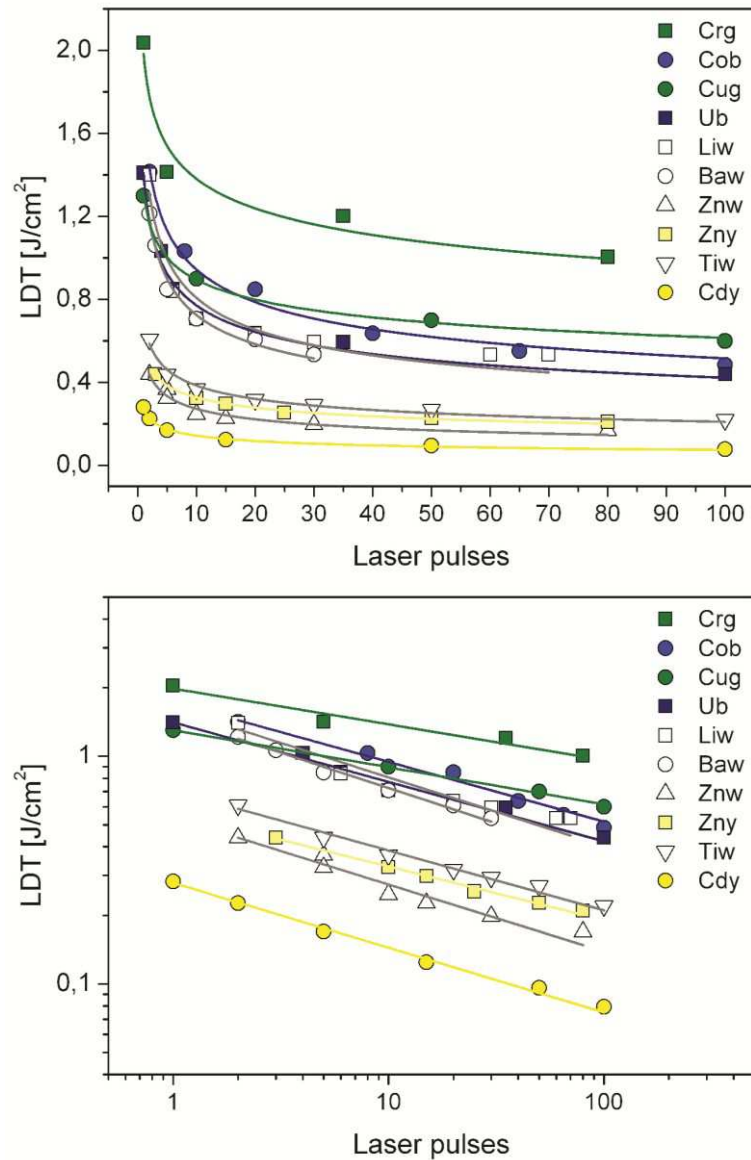 2,0
1,6
1,2
0,8
0,4
0,0
LDT [J/cm²]
0 10 20 30 40 50 60 70 80 90 100
Laser pulses
Crg
Cob
Cug
Ub
Liw
Baw
Znw
Zny
Tiw
Cdy
1
0,1
LDT [J/cm²]
1 10 100
Laser pulses
Crg
Cob
Cug
Ub
Liw
Baw
Znw
Zny
Tiw
Cdy